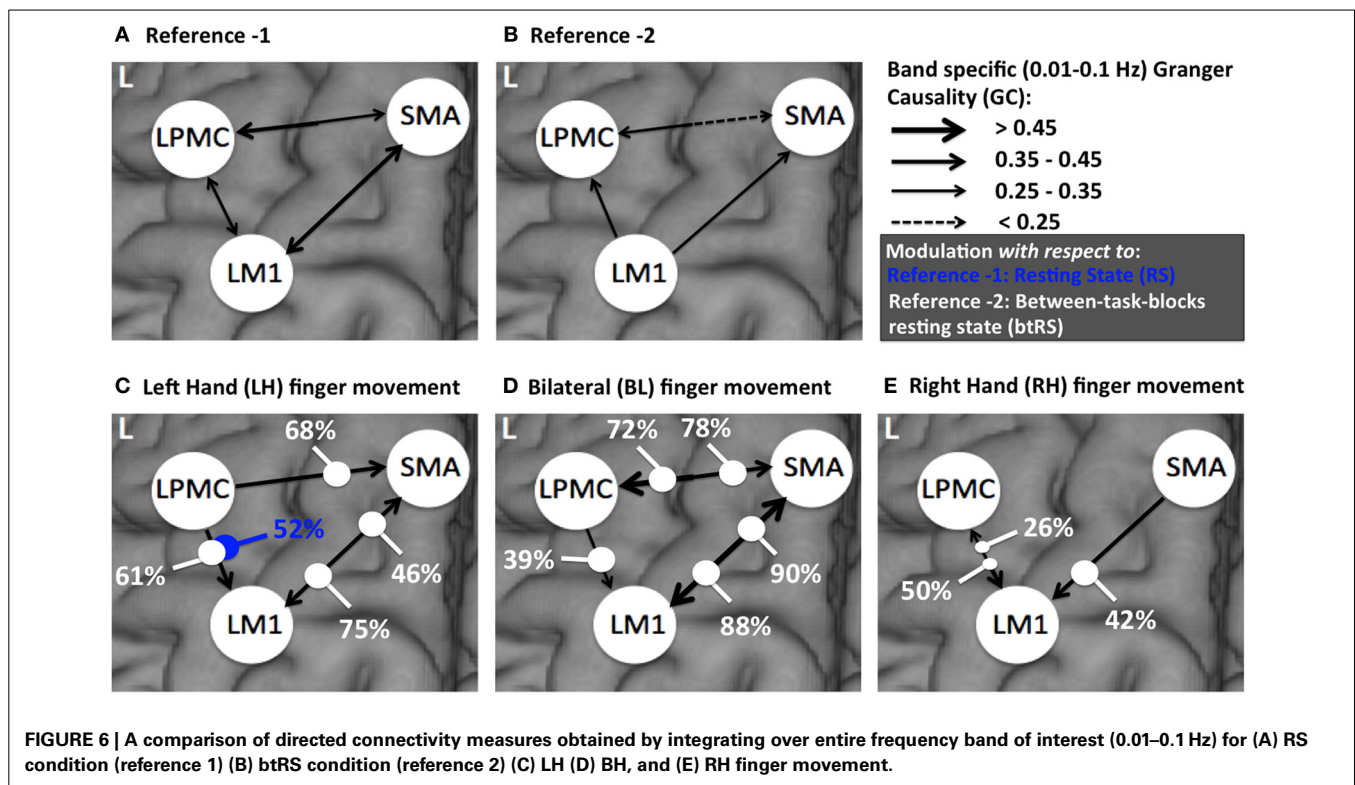 A Reference -1
B Reference -2
L
LPMC
SMA
LM1
LPMC
SMA
LM1
Band specific (0.01-0.1 Hz) Granger
Causality (GC):
> 0.45
0.35 - 0.45
0.25 - 0.35
< 0.25
Modulation with respect to:
Reference -1: Resting State (RS)
Reference -2: Between-task-blocks
resting state (btRS)
C Left Hand (LH) finger movement
D Bilateral (BL) finger movement
E Right Hand (RH) finger movement
L
68%
LPMC
SMA
52%
61%
46%
LM1
75%
L
72%
78%
LPMC
SMA
39%
90%
LM1
88%
L
LPMC
SMA
26%
50%
LM1
42%
FIGURE 6 | A comparison of directed connectivity measures obtained by integrating over entire frequency band of interest (0.01–0.1 Hz) for (A) RS
condition (reference 1) (B) btRS condition (reference 2) (C) LH (D) BH, and (E) RH finger movement.